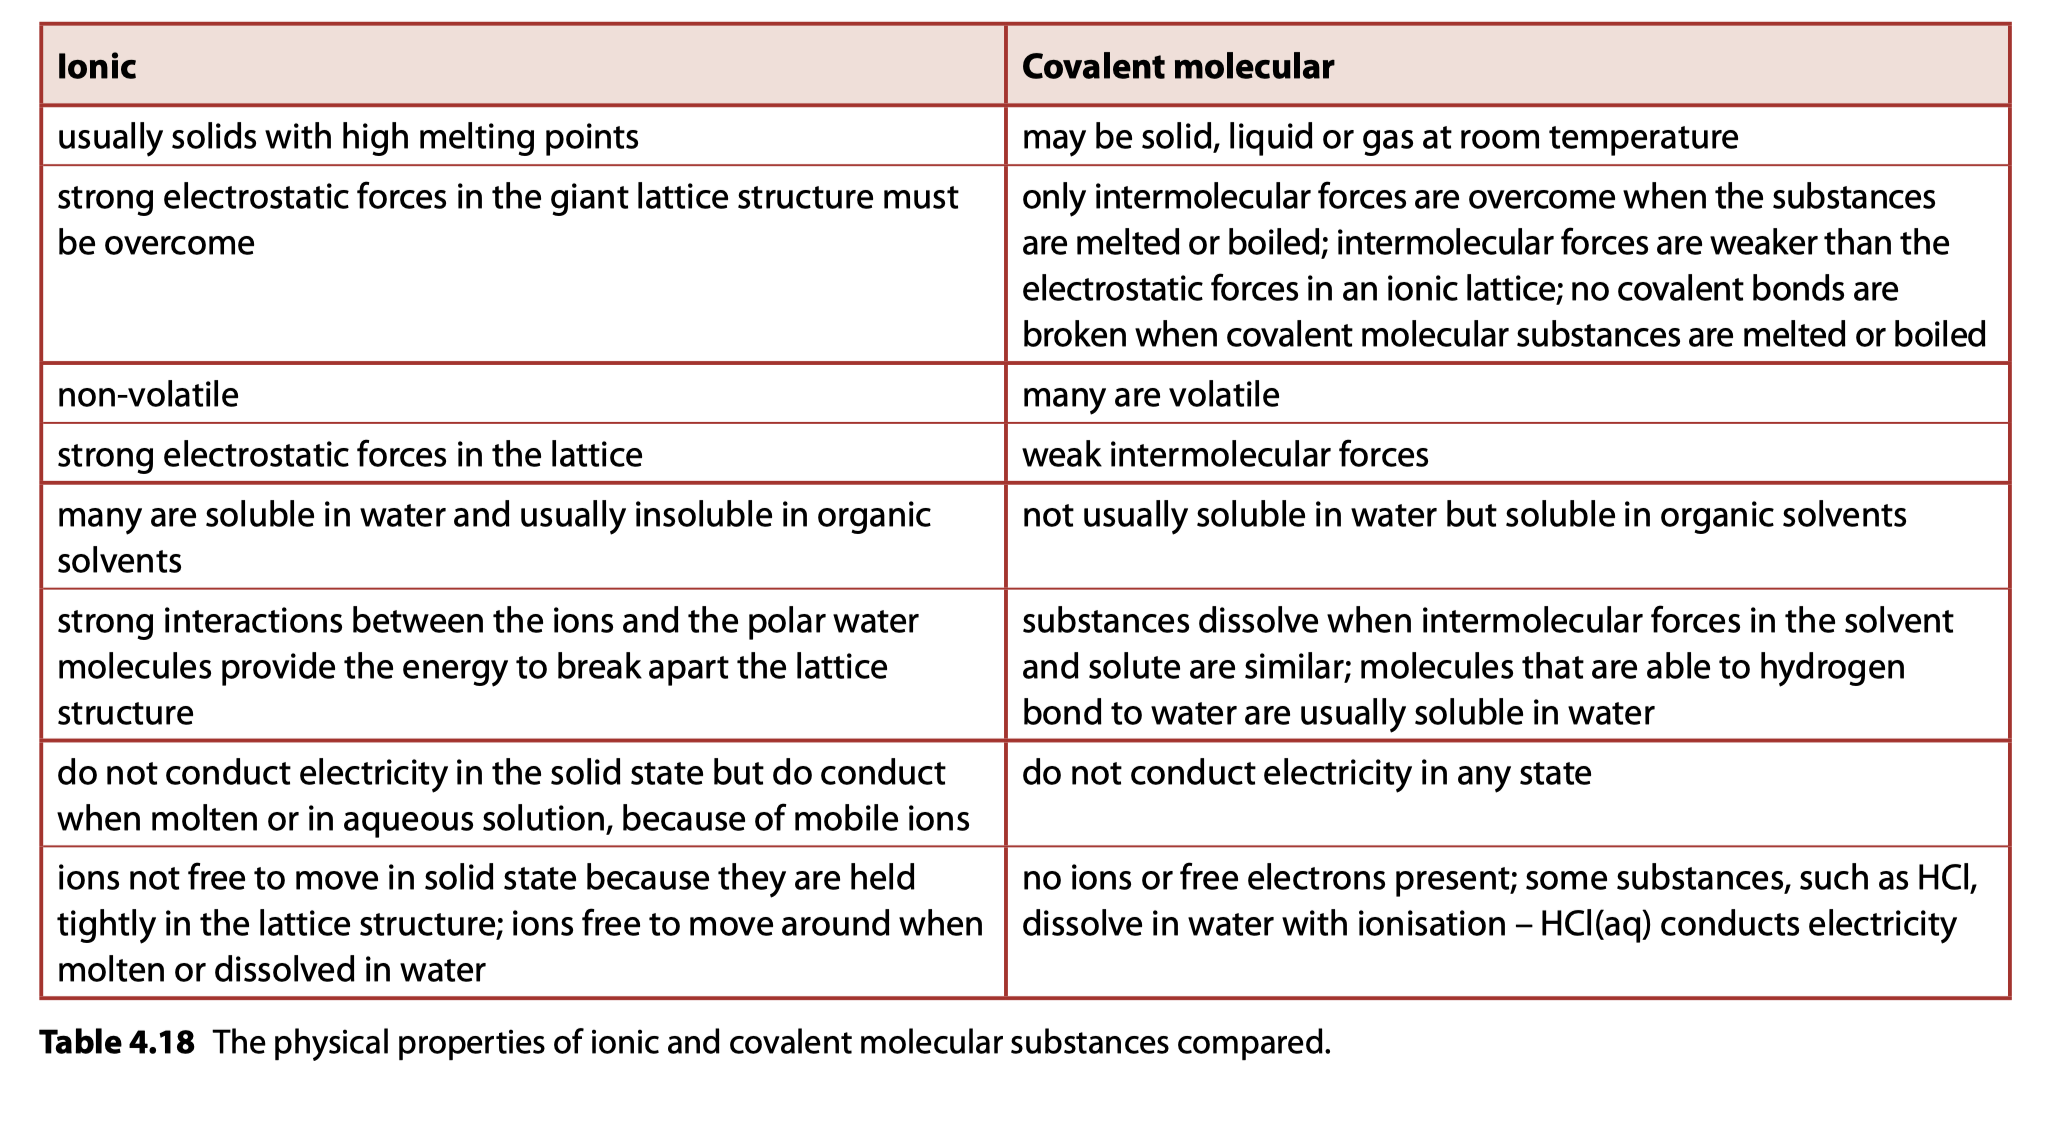 Ionic
Covalent molecular
usually solids with high melting points
may be solid, liquid or gas at room temperature
strong electrostatic forces in the giant lattice structure must
be overcome
only intermolecular forces are overcome when the substances
are melted or boiled; intermolecular forces are weaker than the
electrostatic forces in an ionic lattice; no covalent bonds are
broken when covalent molecular substances are melted or boiled
non-volatile
many are volatile
strong electrostatic forces in the lattice
weak intermolecular forces
many are soluble in water and usually insoluble in organic
solvents
not usually soluble in water but soluble in organic solvents
strong interactions between the ions and the polar water
molecules provide the energy to break apart the lattice
structure
substances dissolve when intermolecular forces in the solvent
and solute are similar; molecules that are able to hydrogen
bond to water are usually soluble in water
do not conduct electricity in the solid state but do conduct
when molten or in aqueous solution, because of mobile ions
do not conduct electricity in any state
ions not free to move in solid state because they are held
tightly in the lattice structure; ions free to move around when
molten or dissolved in water
no ions or free electrons present; some substances, such as HCl,
dissolve in water with ionisation – HCl(aq) conducts electricity
Table 4.18 The physical properties of ionic and covalent molecular substances compared.